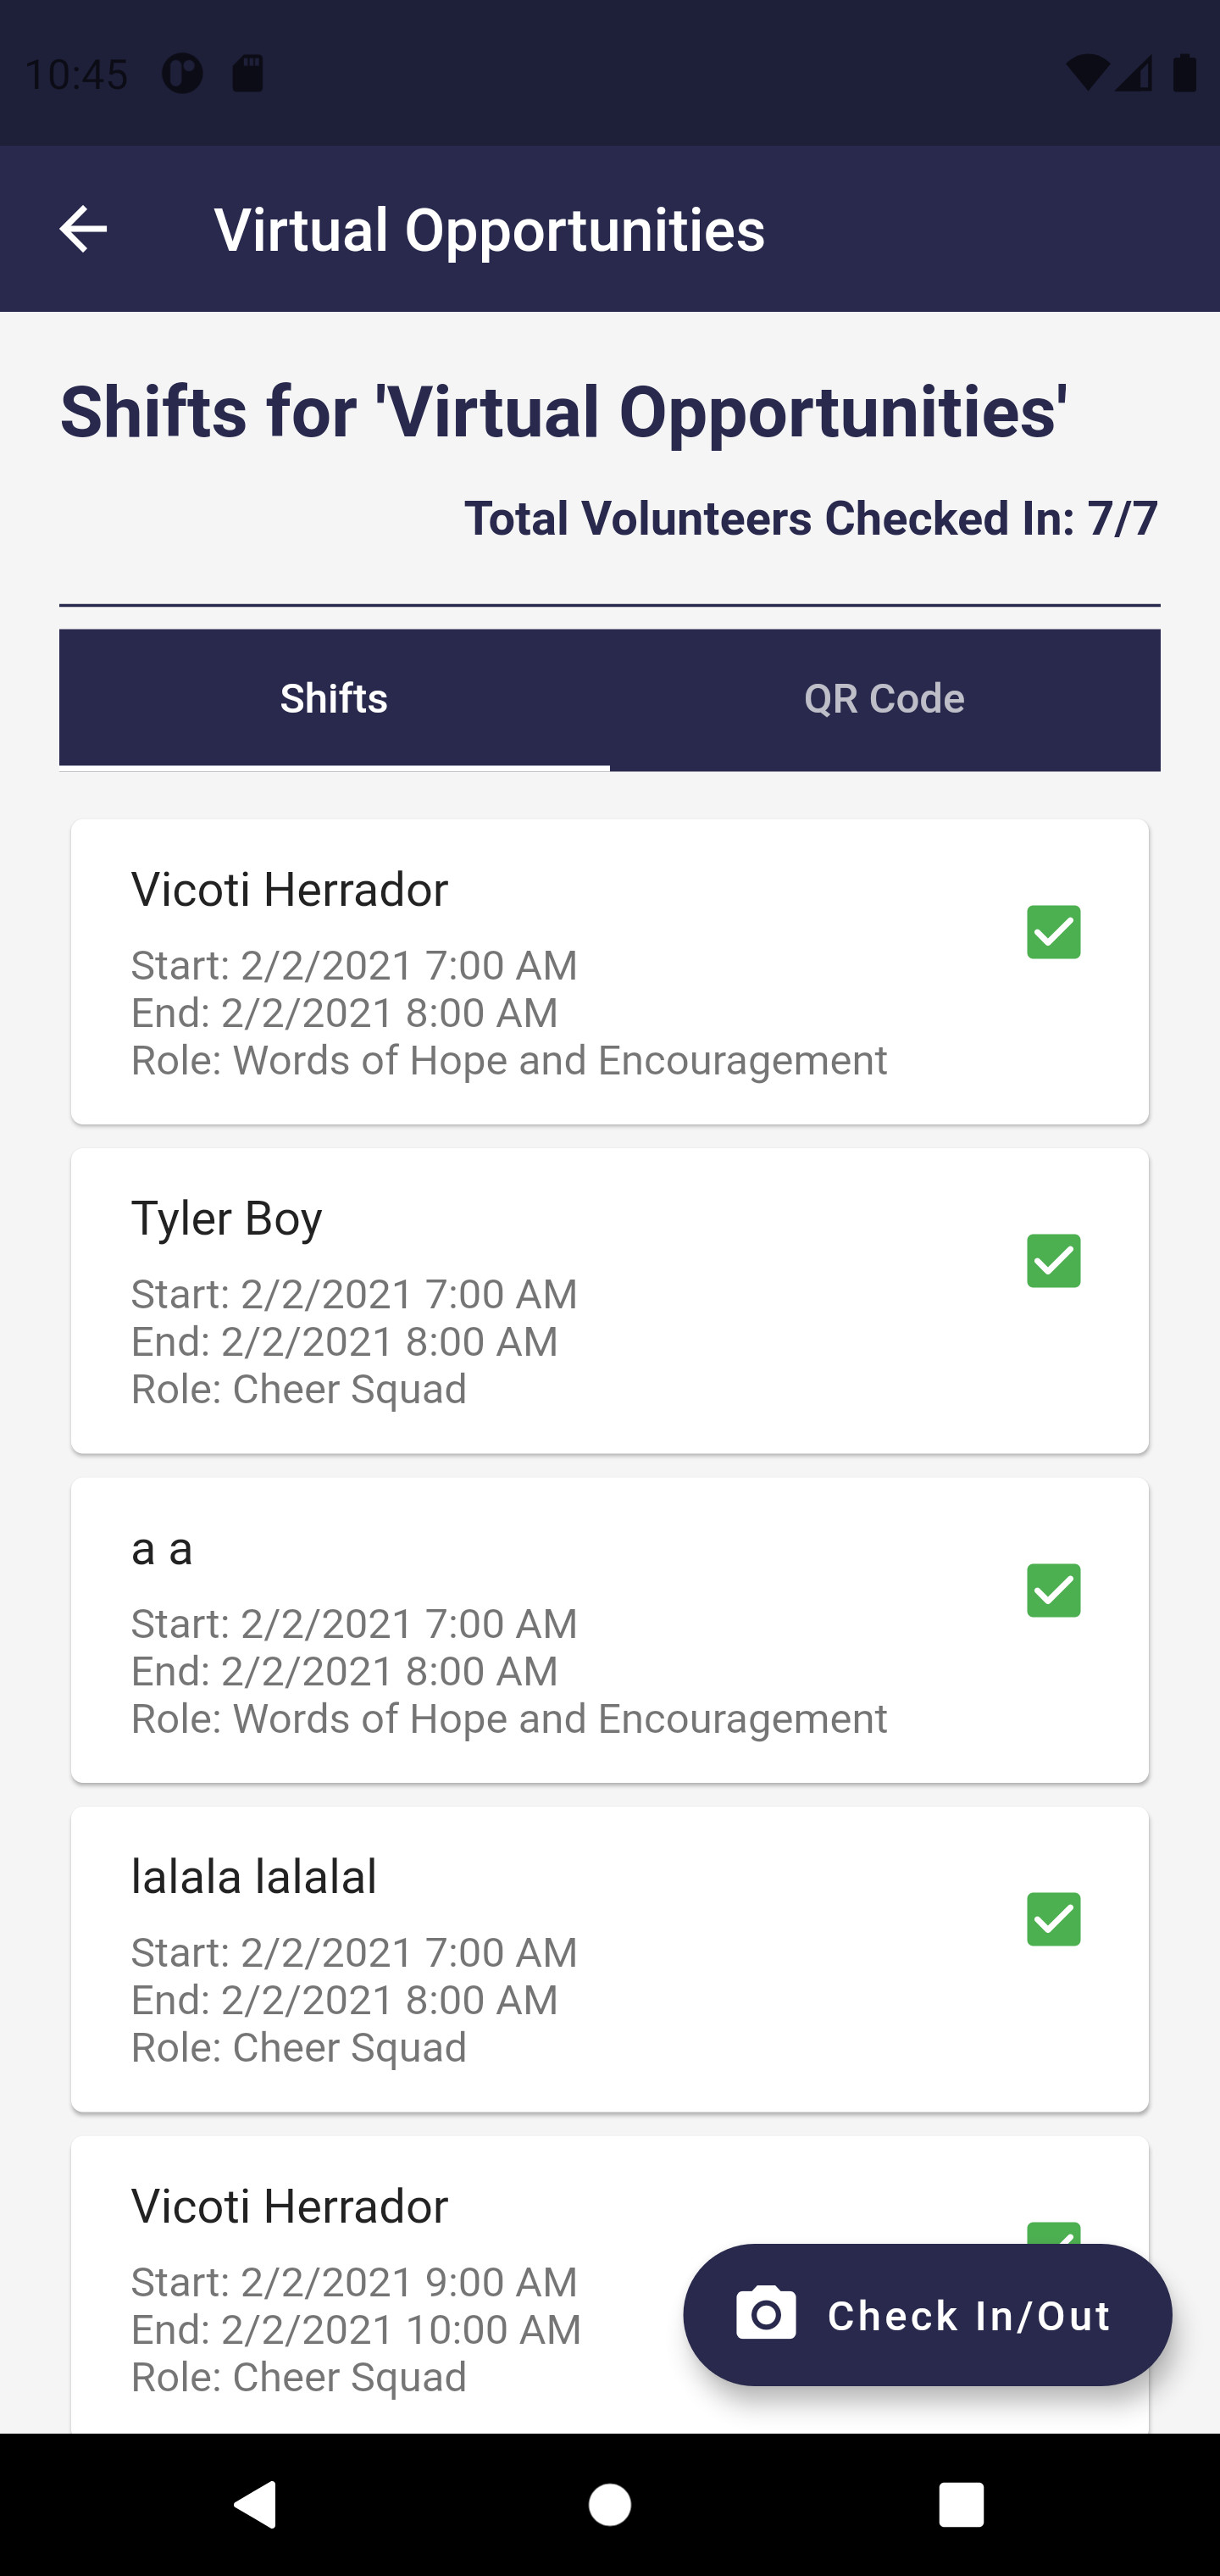 10:45
Virtual Opportunities
Shifts for 'Virtual Opportunities'
Total Volunteers Checked In: 7/7
Shifts
QR Code
Vicoti Herrador
Start: 2/2/2021 7:00 AM
End: 2/2/2021 8:00 AM
Role: Words of Hope and Encouragement
Tyler Boy
Start: 2/2/2021 7:00 AM
End: 2/2/2021 8:00 AM
Role: Cheer Squad
a a
Start: 2/2/2021 7:00 AM
End: 2/2/2021 8:00 AM
Role: Words of Hope and Encouragement
lalala lalalal
Start: 2/2/2021 7:00 AM
End: 2/2/2021 8:00 AM
Role: Cheer Squad
Vicoti Herrador
Start: 2/2/2021 9:00 AM
End: 2/2/2021 10:00 AM
Role: Cheer Squad
Check In/Out